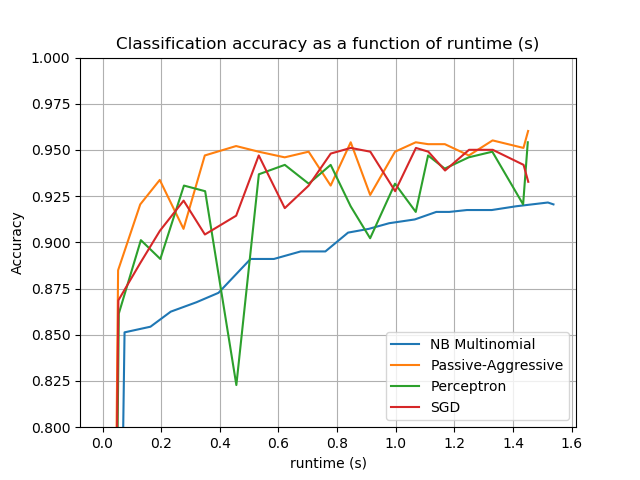 Classification accuracy as a function of runtime (s)
1.000
0.975
0.950
0.925
0.900
0.875
0.850
0.825
0.800
Accuracy
NB Multinomial
Passive-Aggressive
Perceptron
SGD
0.0 0.2 0.4 0.6 0.8 1.0 1.2 1.4 1.6
runtime (s)